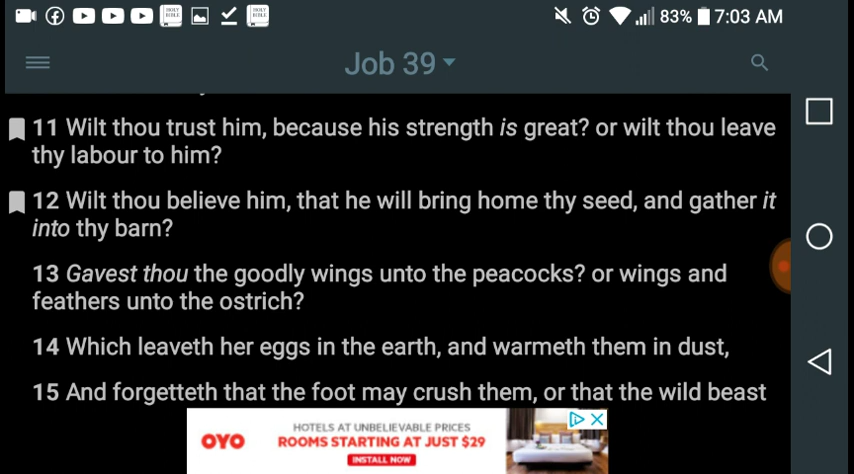 83% 7:03 AM
Job 39
11 Wilt thou trust him, because his strength is great? or wilt thou leave
thy labour to him?
12 Wilt thou believe him, that he will bring home thy seed, and gather it
into thy barn?
13 Gavest thou the goodly wings unto the peacocks? or wings and
feathers unto the ostrich?
14 Which leaveth her eggs in the earth, and warmeth them in dust,
15 And forgetteth that the foot may crush them, or that the wild beast
OYO
HOTELS AT UNBELIEVABLE PRICES
ROOMS STARTING AT JUST $29
INSTALL NOW